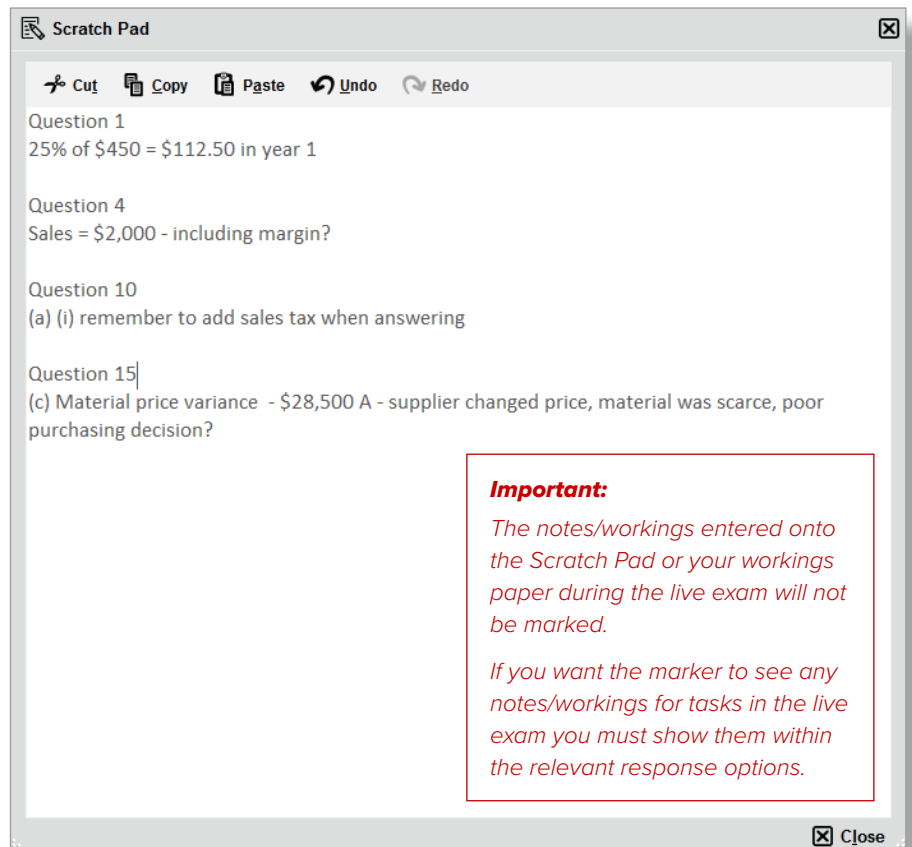 Scratch Pad
Cut Copy Paste Undo Redo
Question 1
25% of $450 = $112.50 in year 1
Question 4
Sales = $2,000 - including margin?
Question 10
(a) (i) remember to add sales tax when answering
Question 15
(c) Material price variance - $28,500 A - supplier changed price, material was scarce, poor
purchasing decision?
Important:
The notes/workings entered onto
the Scratch Pad or your workings
paper during the live exam will not
be marked.
If you want the marker to see any
notes/workings for tasks in the live
exam you must show them within
the relevant response options.
Close